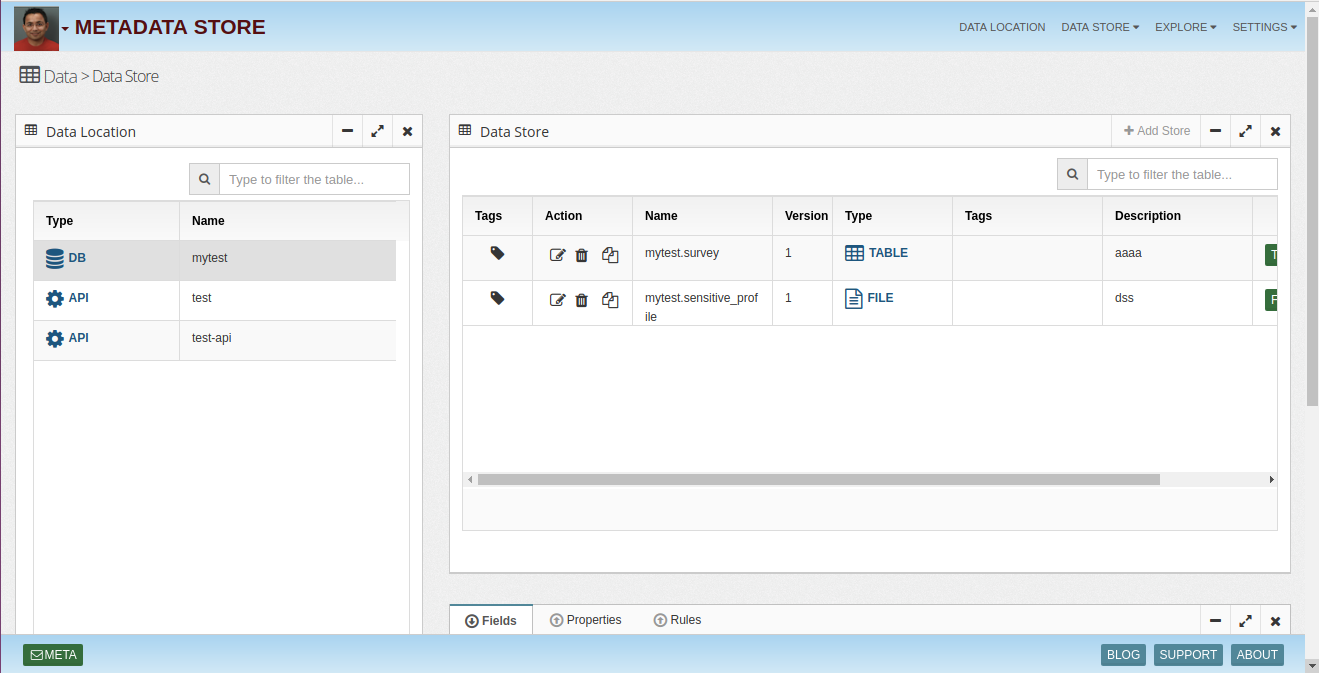 METADATA STORE
DATA LOCATION DATA STORE EXPLORE SETTINGS
Data > Data Store
Data Location
Type to filter the table...
Type Name
DB mytest
API test
API test-api
Data Store
Add Store
Type to filter the table...
Tags Action Name Version Type Tags Description
mytest.survey 1 TABLE aaaa T
mytest.sensitive_prof 1 FILE dss F
ile
Fields Properties Rules
META
BLOG SUPPORT ABOUT